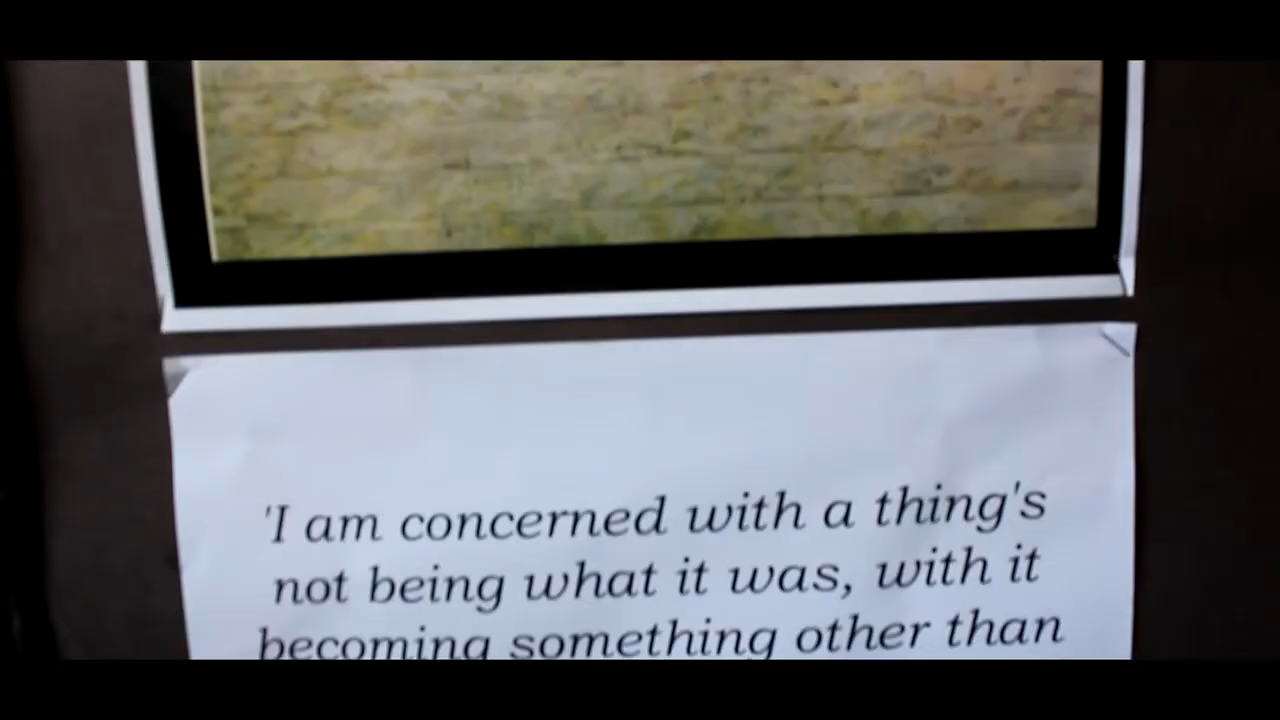 'I am concerned with a thing's
not being what it was, with it
becoming something other than